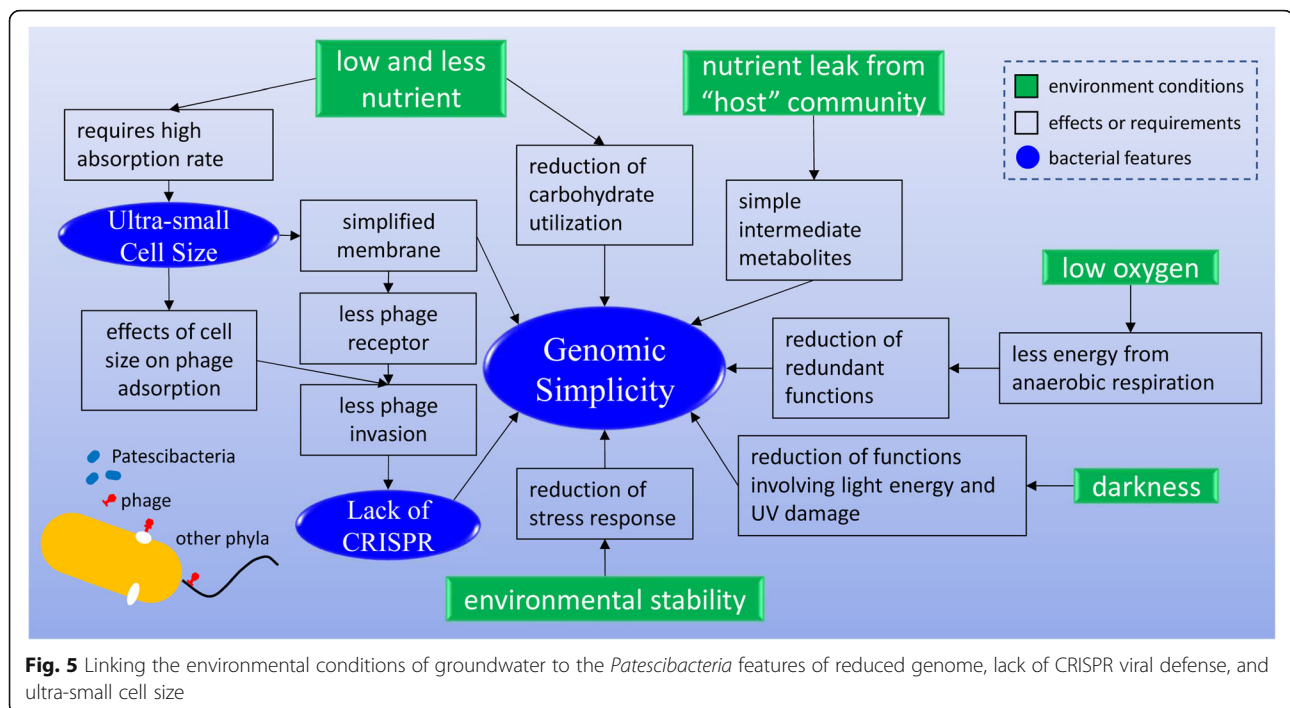 low and less
nutrient
nutrient leak from
“host” community
environment conditions
effects or requirements
bacterial features
requires high
absorption rate
reduction of
carbohydrate
utilization
simple
intermediate
metabolites
Ultra-small
Cell Size
simplified
membrane
low oxygen
effects of cell
size on phage
adsorption
less phage
receptor
Genomic
Simplicity
reduction of
redundant
functions
less energy from
anaerobic respiration
less phage
invasion
Patescibacteria
phage
other phyla
Lack of
CRISPR
reduction of
stress response
reduction of functions
involving light energy and
UV damage
darkness
environmental stability
Fig. 5 Linking the environmental conditions of groundwater to the Patescibacteria features of reduced genome, lack of CRISPR viral defense, and
ultra-small cell size